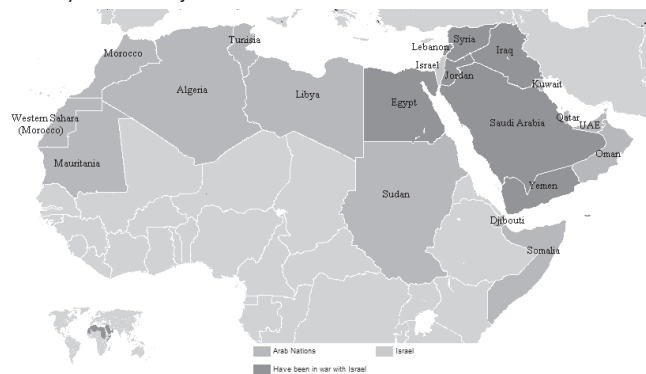 Morocco
Tunisia
Lebanon
Syria
Iraq
Israel
Jordan
Algeria
Libya
Egypt
Kuwait
Western Sahara
(Morocco)
Saudi Arabia
Qatar
UAE
Mauritania
Oman
Sudan
Yemen
Djibouti
Somalia
Arab Nations
Israel
Have been in war with Israel